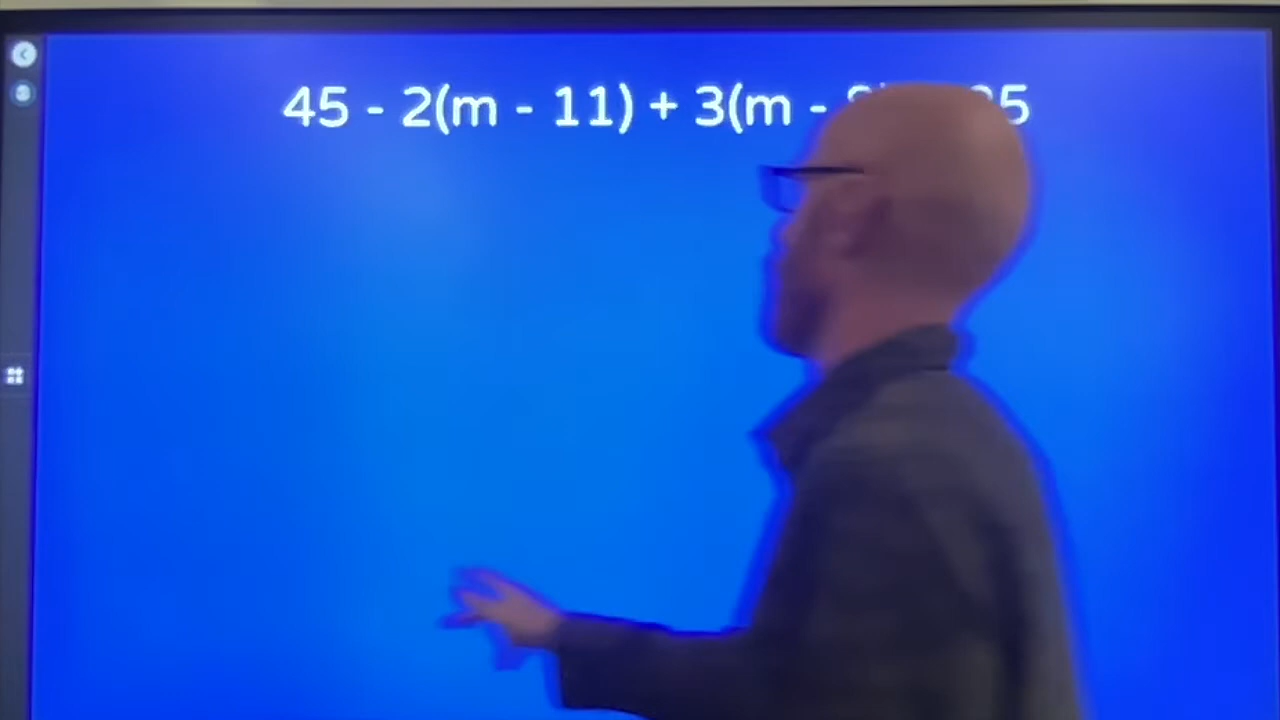 45 - 2(m - 11) + 3(m -